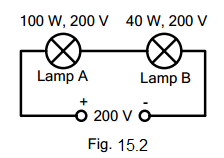 100 W, 200 V 40 W, 200 V
Lamp A Lamp B
+ -
200 V
Fig. 15.2